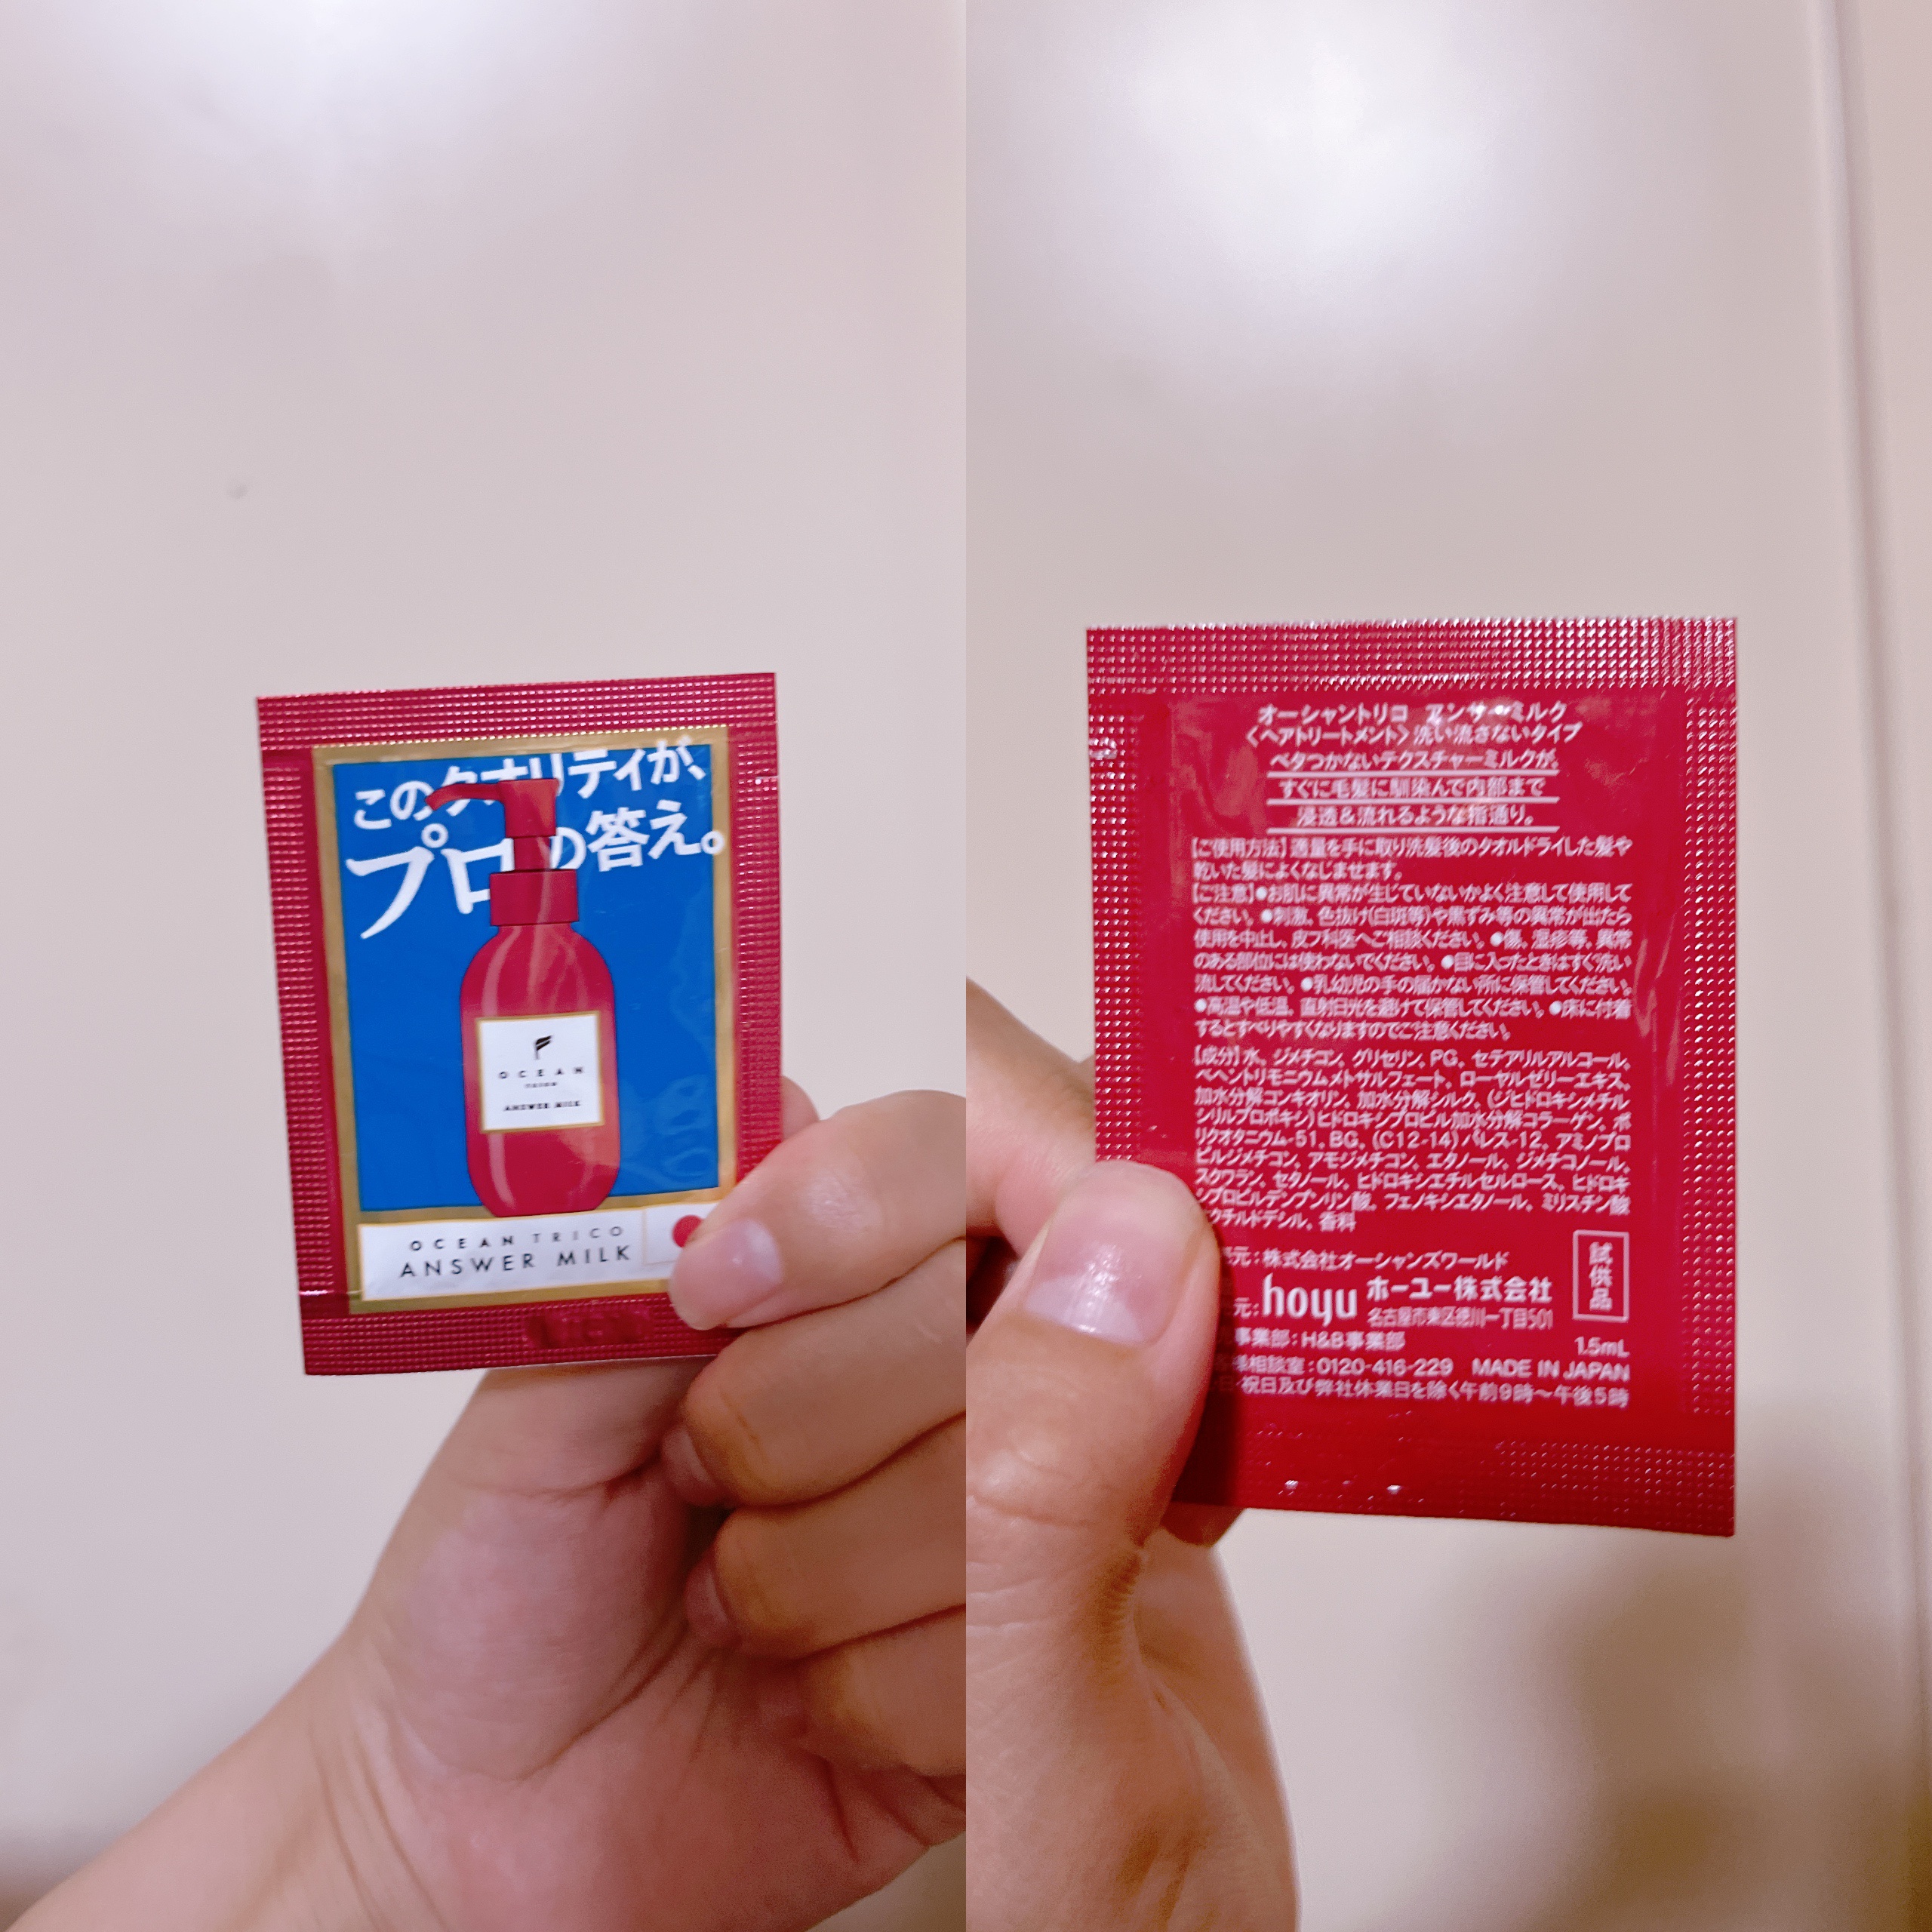 このクオリティが、
プロの答え。
OCEAN
TRICO
ANSWER MILK
OCEAN TRICO
ANSWER MILK
オーシャントリコ アンサーミルク
〈ヘアトリートメント〉洗い流さないタイプ
ベタつかないテクスチャーミルクが、
すぐに毛髪に馴染んで内部まで
浸透&流れるような指通り。
【ご使用方法】適量を手に取り洗髪後のタオルドライした髪や
乾いた髪によくなじませます。
【ご注意】●お肌に異常が生じていないかよく注意して使用して
ください。●刺激、色抜け(白斑等)や黒ずみ等の異常が出たら
使用を中止し、皮フ科医へご相談ください。●傷、湿疹等、異常
のある部位には使わないでください。●目に入ったときはすぐ洗い
流してください。●乳幼児の手の届かない所に保管してください。
●高温や低温、直射日光を避けて保管してください。●床に付着
するとすべりやすくなりますのでご注意ください。
【成分】水、ジメチコン、グリセリン、PG、セテアリルアルコール、
ベヘントリモニウムメトサルフェート、ローヤルゼリーエキス、
加水分解コンキオリン、加水分解シルク、(ジヒドロキシメチル
シリルプロポキシ)ヒドロキシプロピル加水分解コラーゲン、ポ
リクオタニウム-51、BG、(C12-14)パレス-12、アミノプロ
ピルジメチコン、アモジメチコン、エタノール、ジメチコノール、
スクワラン、セタノール、ヒドロキシエチルセルロース、ヒドロキ
シプロピルデンプンリン酸、フェノキシエタノール、ミリスチン酸
クチルドデシル、香料
元:株式会社オーシャンズワールド
元:hoyu ホーユー株式会社
名古屋市東区徳川一丁目501
事業部:H&B事業部
試供品
1.5mL
相談室:0120-416-229 MADE IN JAPAN
日・祝日及び弊社休業日を除く午前9時〜午後5時